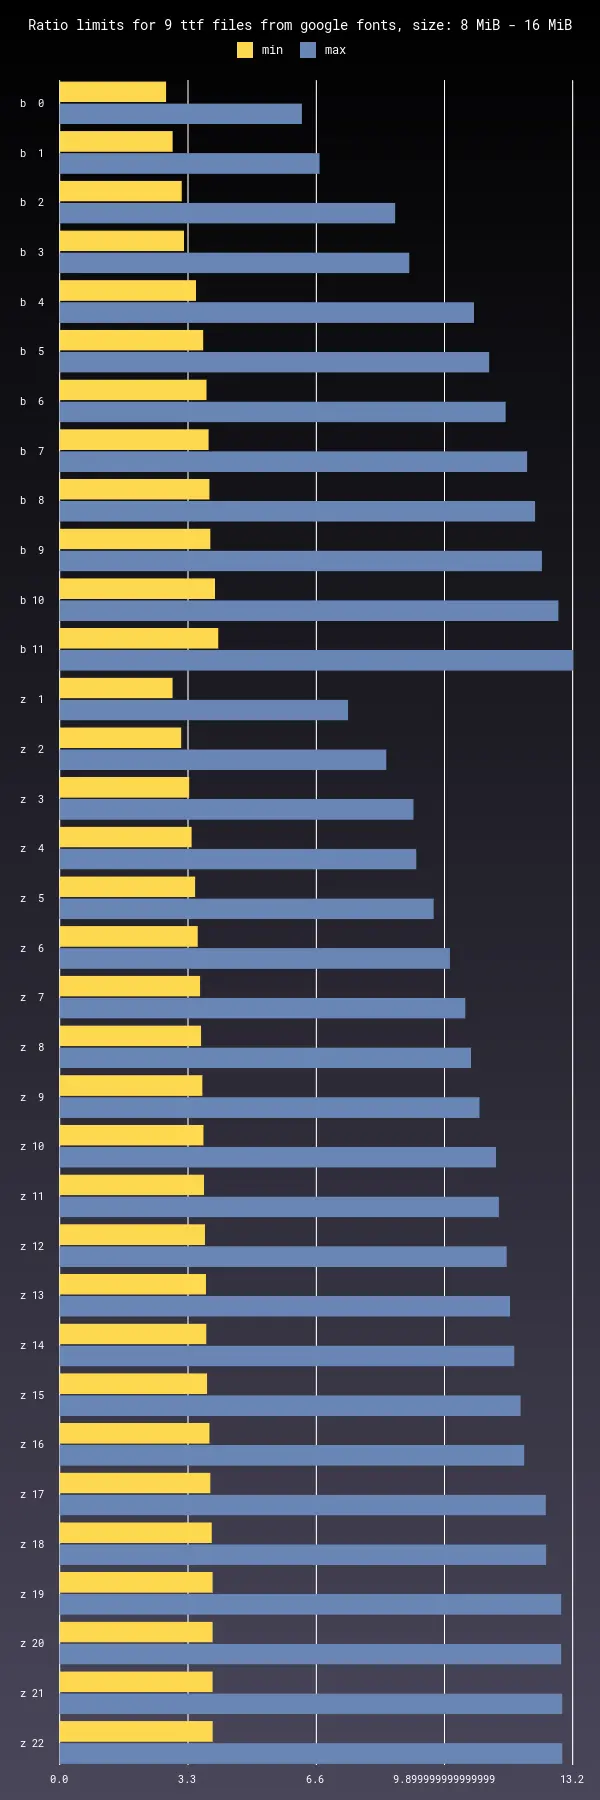 Ratio limits for 9 ttf files from google fonts, size: 8 MiB - 16 MiB
min max
b 0
b 1
b 2
b 3
b 4
b 5
b 6
b 7
b 8
b 9
b 10
b 11
z 1
z 2
z 3
z 4
z 5
z 6
z 7
z 8
z 9
z 10
z 11
z 12
z 13
z 14
z 15
z 16
z 17
z 18
z 19
z 20
z 21
z 22
0.0 3.3 6.6 9.899999999999999 13.2